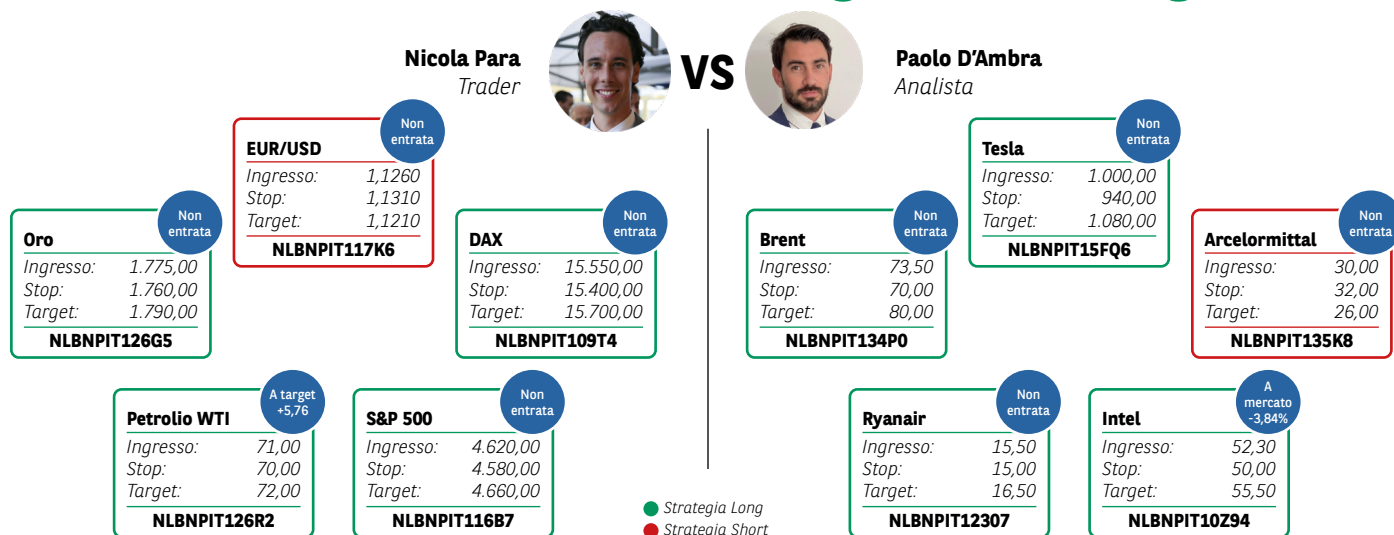 Nicola Para
Trader
VS
Paolo D'Ambra
Analista
Non
entrata
EUR/USD
Ingresso: 1,1260
Stop: 1,1310
Target: 1,1210
NLBNPIT117K6
Non
entrata
Tesla
Ingresso: 1.000,00
Stop: 940,00
Target: 1.080,00
NLBNPIT15FQ6
Non
entrata
Oro
Ingresso: 1.775,00
Stop: 1.760,00
Target: 1.790,00
NLBNPIT126G5
Non
entrata
DAX
Ingresso: 15.550,00
Stop: 15.400,00
Target: 15.700,00
NLBNPIT109T4
Non
entrata
Brent
Ingresso: 73,50
Stop: 70,00
Target: 80,00
NLBNPIT134P0
Non
entrata
Arcelormittal
Ingresso: 30,00
Stop: 32,00
Target: 26,00
NLBNPIT135K8
A target
+5,76
Petrolio WTI
Ingresso: 71,00
Stop: 70,00
Target: 72,00
NLBNPIT126R2
Non
entrata
S&P 500
Ingresso: 4.620,00
Stop: 4.580,00
Target: 4.660,00
NLBNPIT116B7
Non
entrata
Ryanair
Ingresso: 15,50
Stop: 15,00
Target: 16,50
NLBNPIT12307
A
mercato
-3,84%
Intel
Ingresso: 52,30
Stop: 50,00
Target: 55,50
NLBNPIT10Z94
Strategia Long
Strategia Short